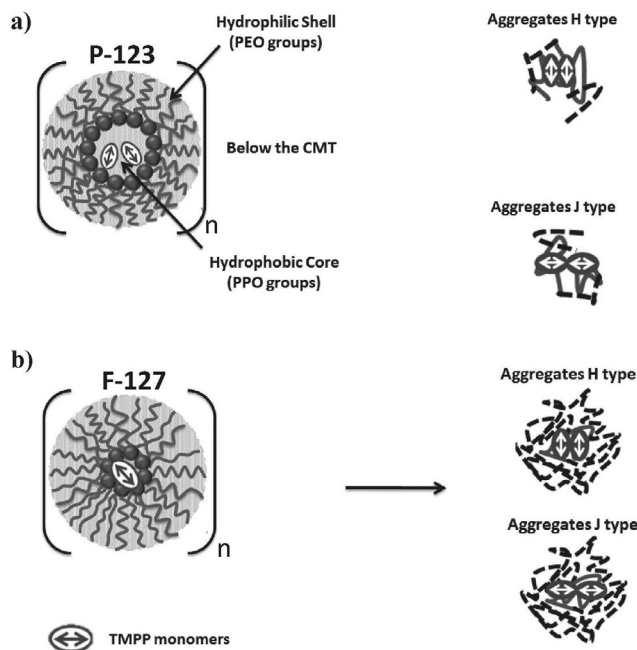 a)
P-123
n
Hydrophilic Shell
(PEO groups)
Below the CMT
Hydrophobic Core
(PPO groups)
Aggregates H type
Aggregates J type
b)
F-127
n
Aggregates H type
Aggregates J type
TMPP monomers